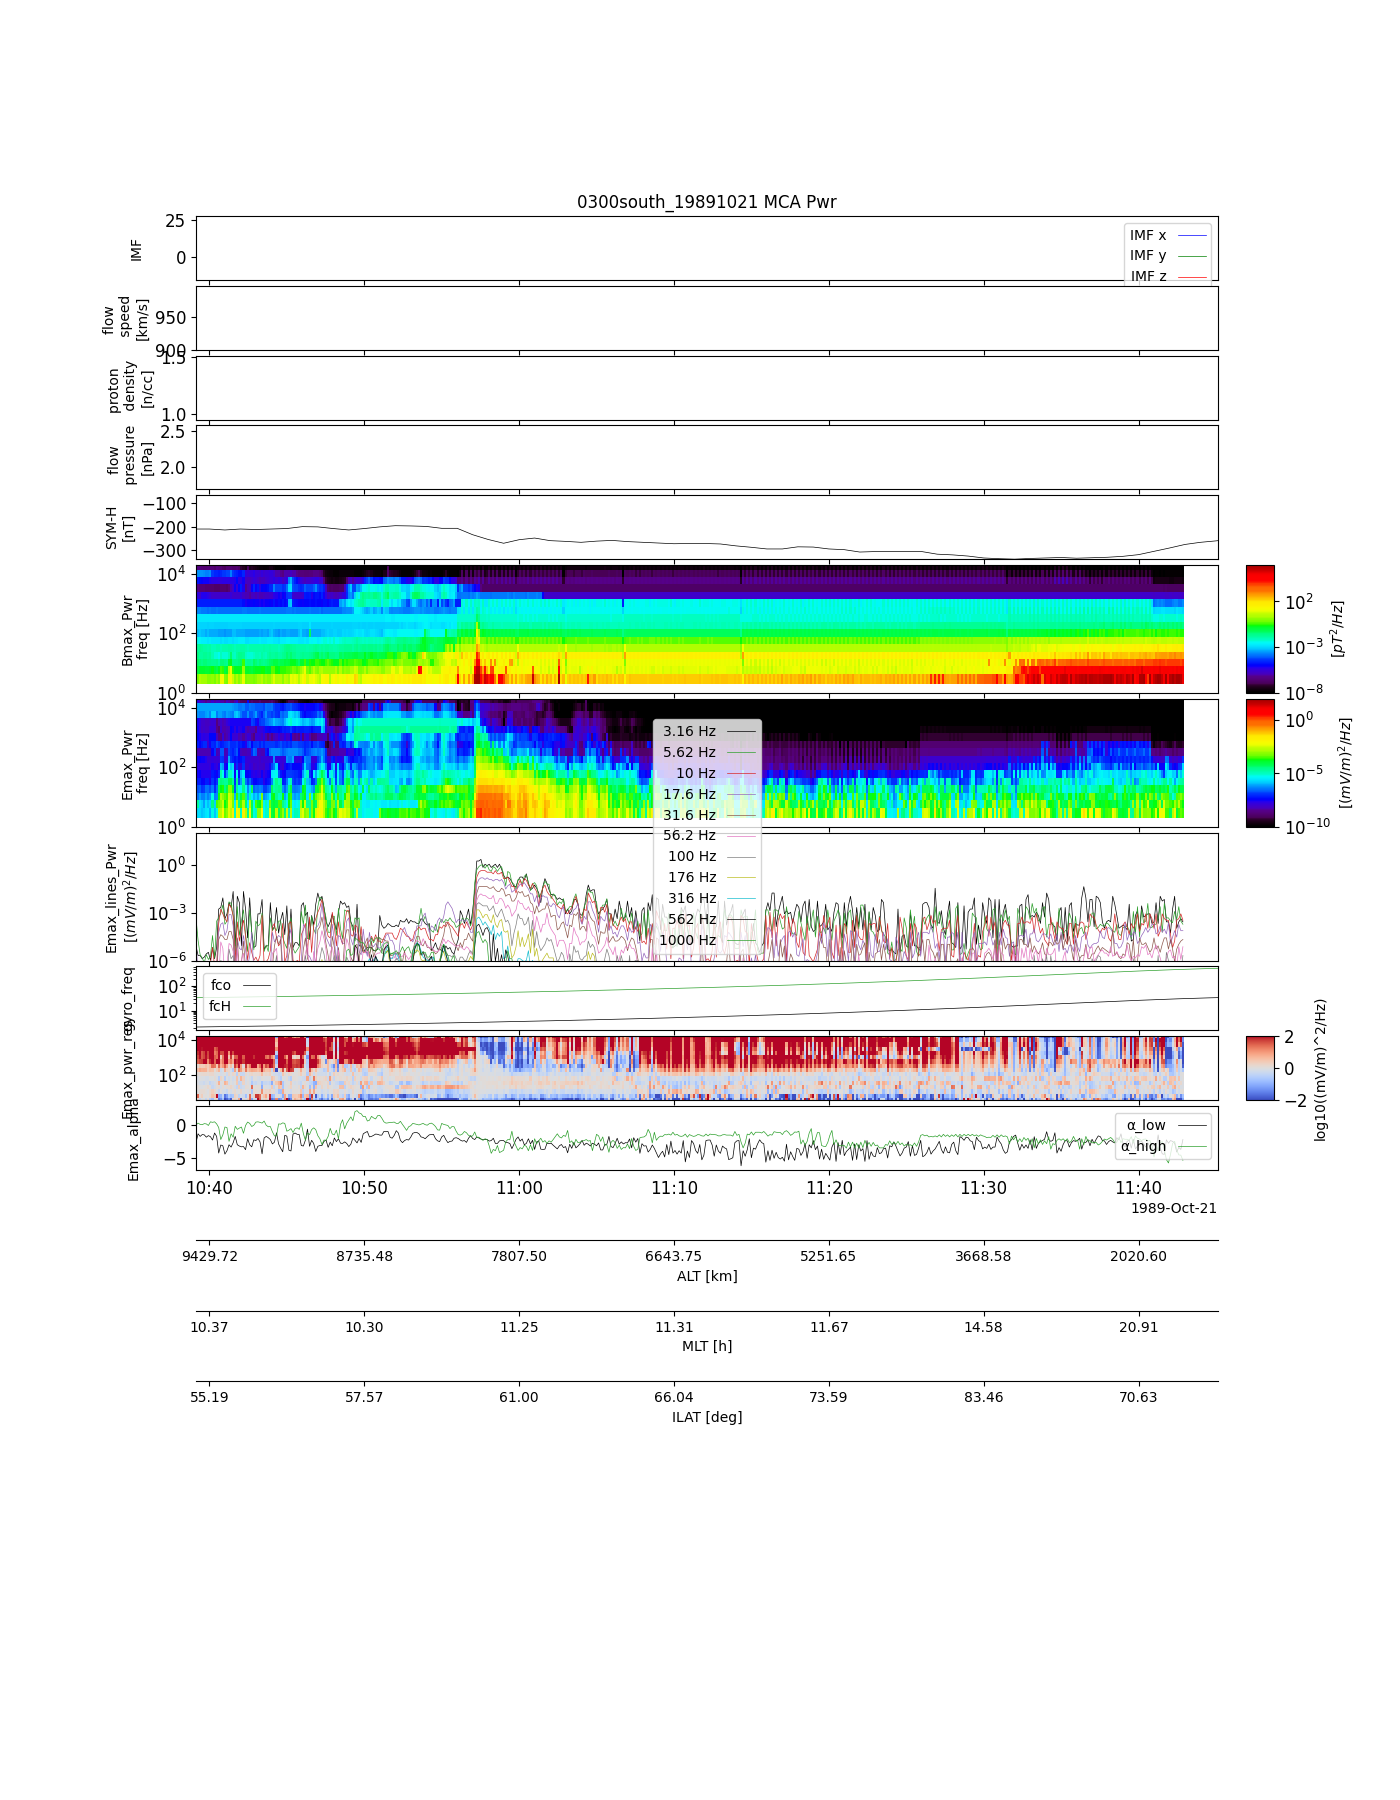 0300south_19891021 MCA Pwr
25
0
IMF
IMF x
IMF y
IMF z
flow
speed
[km/s]
950
900
proton
density
[n/cc]
1.5
1.0
flow
pressure
[nPa]
2.5
2.0
SYM-H
[nT]
−100
−200
−300
Bmax_Pwr
freq [Hz]
10^4
10^2
10^0
10^2
10^−3
10^−8
[pT^2/Hz]
Emax_Pwr
freq [Hz]
10^4
10^2
10^0
10^0
10^−5
10^−10
[(mV/m)^2/Hz]
3.16 Hz
5.62 Hz
10 Hz
17.6 Hz
31.6 Hz
56.2 Hz
100 Hz
176 Hz
316 Hz
562 Hz
1000 Hz
Emax_lines_Pwr
[(mV/m)^2/Hz]
10^0
10^−3
10^−6
gyro_freq
10^2
10^1
fco
fcH
Emax_pwr_reg
10^4
10^2
2
0
−2
log10((mV/m)^2/Hz)
Emax_alpha
0
−5
α_low
α_high
10:40 10:50 11:00 11:10 11:20 11:30 11:40
1989-Oct-21
9429.72 8735.48 7807.50 6643.75 5251.65 3668.58 2020.60
ALT [km]
10.37 10.30 11.25 11.31 11.67 14.58 20.91
MLT [h]
55.19 57.57 61.00 66.04 73.59 83.46 70.63
ILAT [deg]